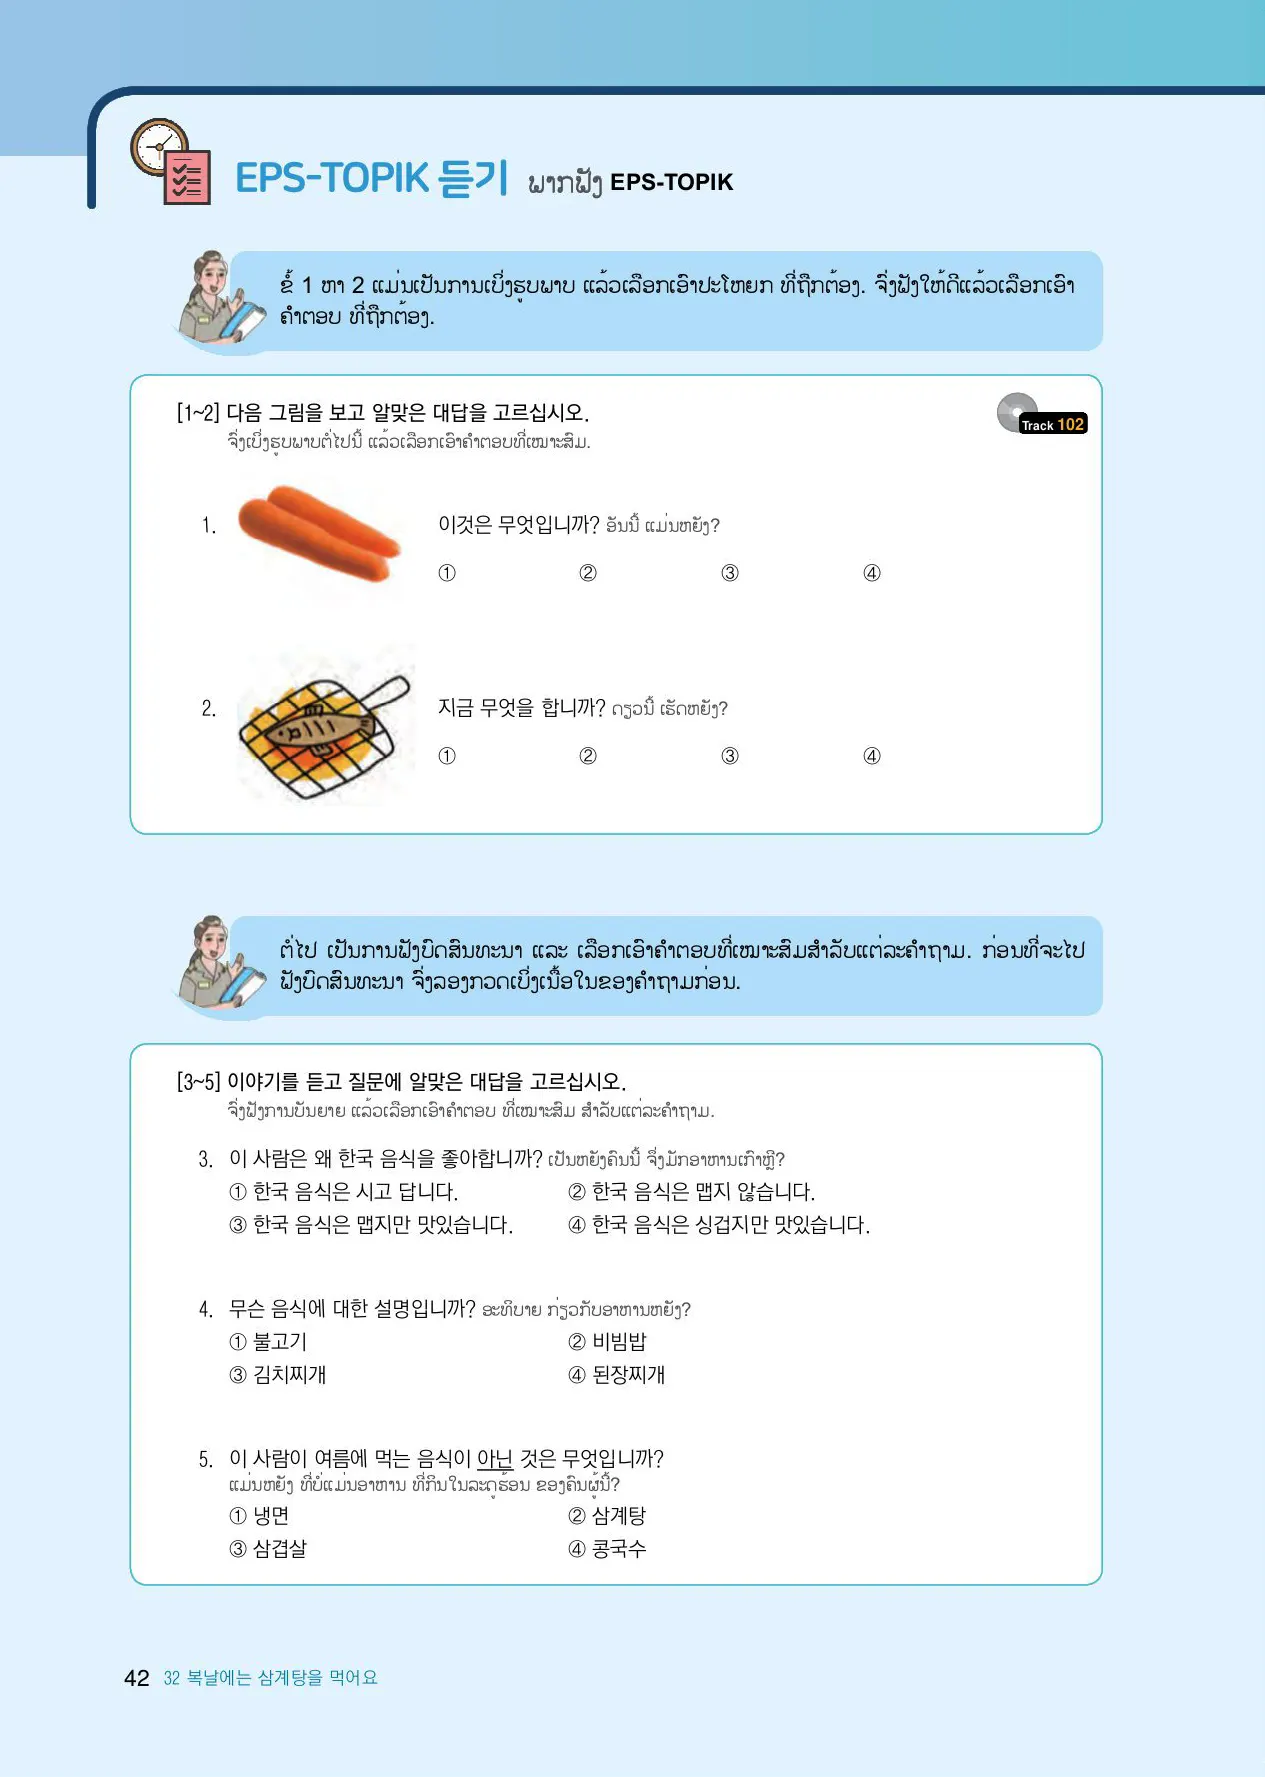 EPS-TOPIK 듣기 ພາກຟັງ EPS-TOPIK
ຂໍ້ 1 ຫາ 2 ແມ່ນເປັນການເບິ່ງຮູບພາບ ແລ້ວເລືອກເອົາປະໂຫຍກ ທີ່ຖືກຕ້ອງ. ຈົ່ງຟັງໃຫ້ດີແລ້ວເລືອກເອົາ
ຄຳຕອບ ທີ່ຖືກຕ້ອງ.
[1~2] 다음 그림을 보고 알맞은 대답을 고르십시오.
Track 102
ຈົ່ງເບິ່ງຮູບພາບຕໍ່ໄປນີ້ ແລ້ວເລືອກເອົາຄຳຕອບທີ່ເໝາະສົມ.
1. 이것은 무엇입니까? ອັນນີ້ ແມ່ນຫຍັງ?
① ② ③ ④
2. 지금 무엇을 합니까? ດຽວນີ້ ເຮັດຫຍັງ?
① ② ③ ④
ຕໍ່ໄປ ເປັນການຟັງບົດສົນທະນາ ແລະ ເລືອກເອົາຄຳຕອບທີ່ເໝາະສົມສຳລັບແຕ່ລະຄຳຖາມ. ກ່ອນທີ່ຈະໄປ
ຟັງບົດສົນທະນາ ຈົ່ງລອງກວດເບິ່ງເນື້ອໃນຂອງຄຳຖາມກ່ອນ.
[3~5] 이야기를 듣고 질문에 알맞은 대답을 고르십시오.
ຈົ່ງຟັງການບັນຍາຍ ແລ້ວເລືອກເອົາຄຳຕອບ ທີ່ເໝາະສົມ ສຳລັບແຕ່ລະຄຳຖາມ.
3. 이 사람은 왜 한국 음식을 좋아합니까? ເປັນຫຍັງຄົນນີ້ ຈຶ່ງມັກອາຫານເກົາຫຼີ?
① 한국 음식은 시고 답니다. ② 한국 음식은 맵지 않습니다.
③ 한국 음식은 맵지만 맛있습니다. ④ 한국 음식은 싱겁지만 맛있습니다.
4. 무슨 음식에 대한 설명입니까? ອະທິບາຍ ກ່ຽວກັບອາຫານຫຍັງ?
① 불고기 ② 비빔밥
③ 김치찌개 ④ 된장찌개
5. 이 사람이 여름에 먹는 음식이 아닌 것은 무엇입니까?
ແມ່ນຫຍັງ ທີ່ບໍ່ແມ່ນອາຫານ ທີ່ກິນໃນລະດູຮ້ອນ ຂອງຄົນຜູ້ນີ້?
① 냉면 ② 삼계탕
③ 삼겹살 ④ 콩국수
42 32 복날에는 삼계탕을 먹어요